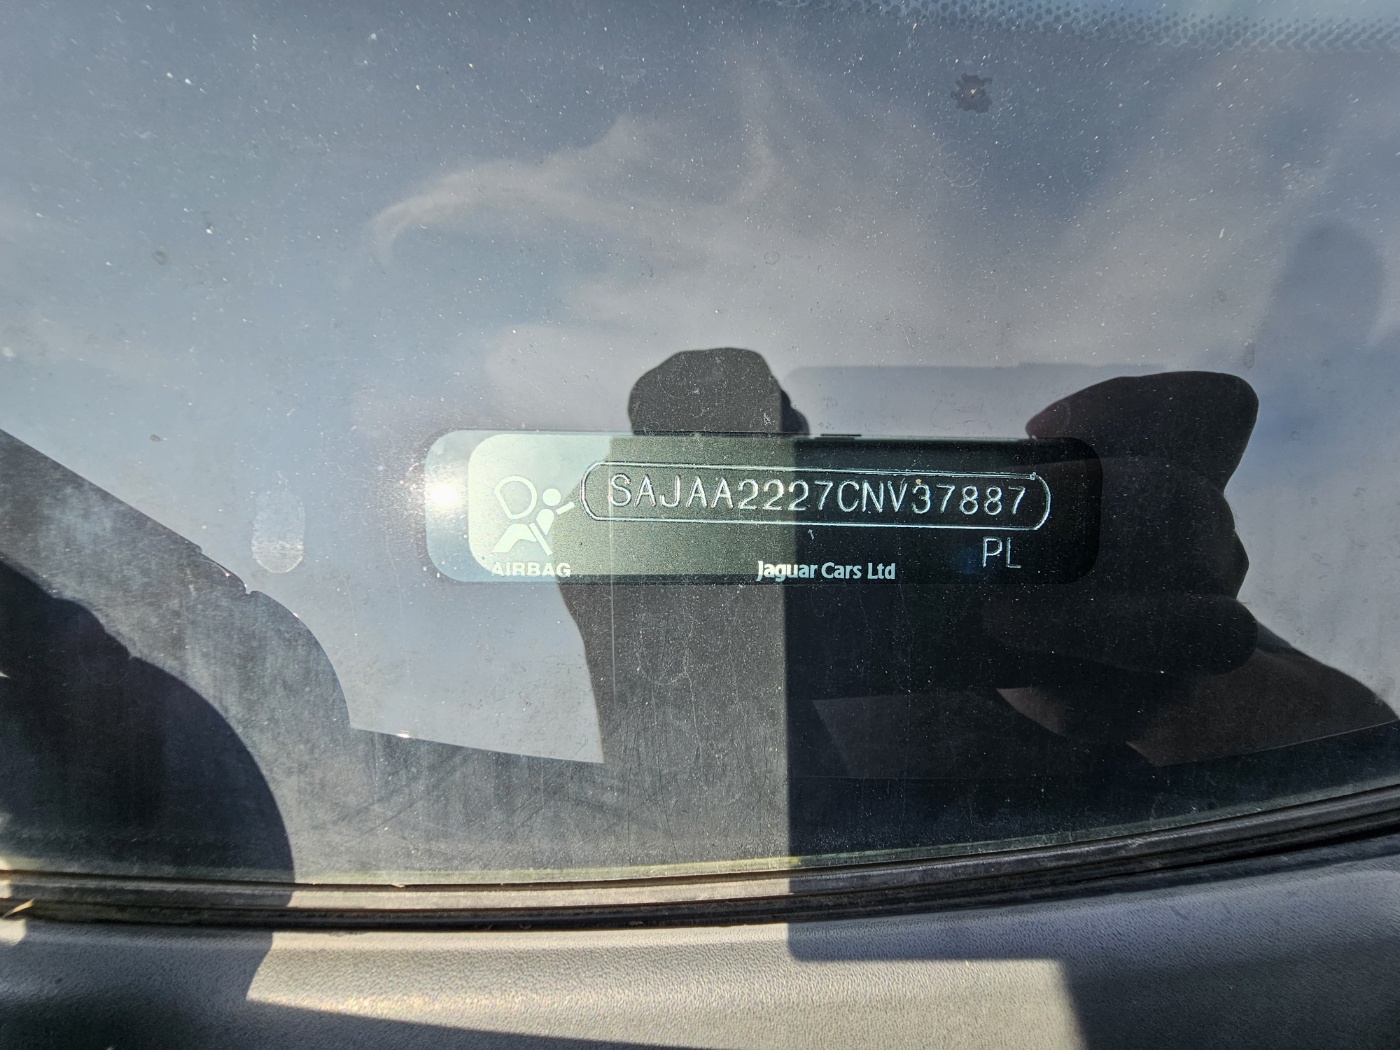 SAJAA2227CNV37887
PL
AIRBAG
Jaguar Cars Ltd